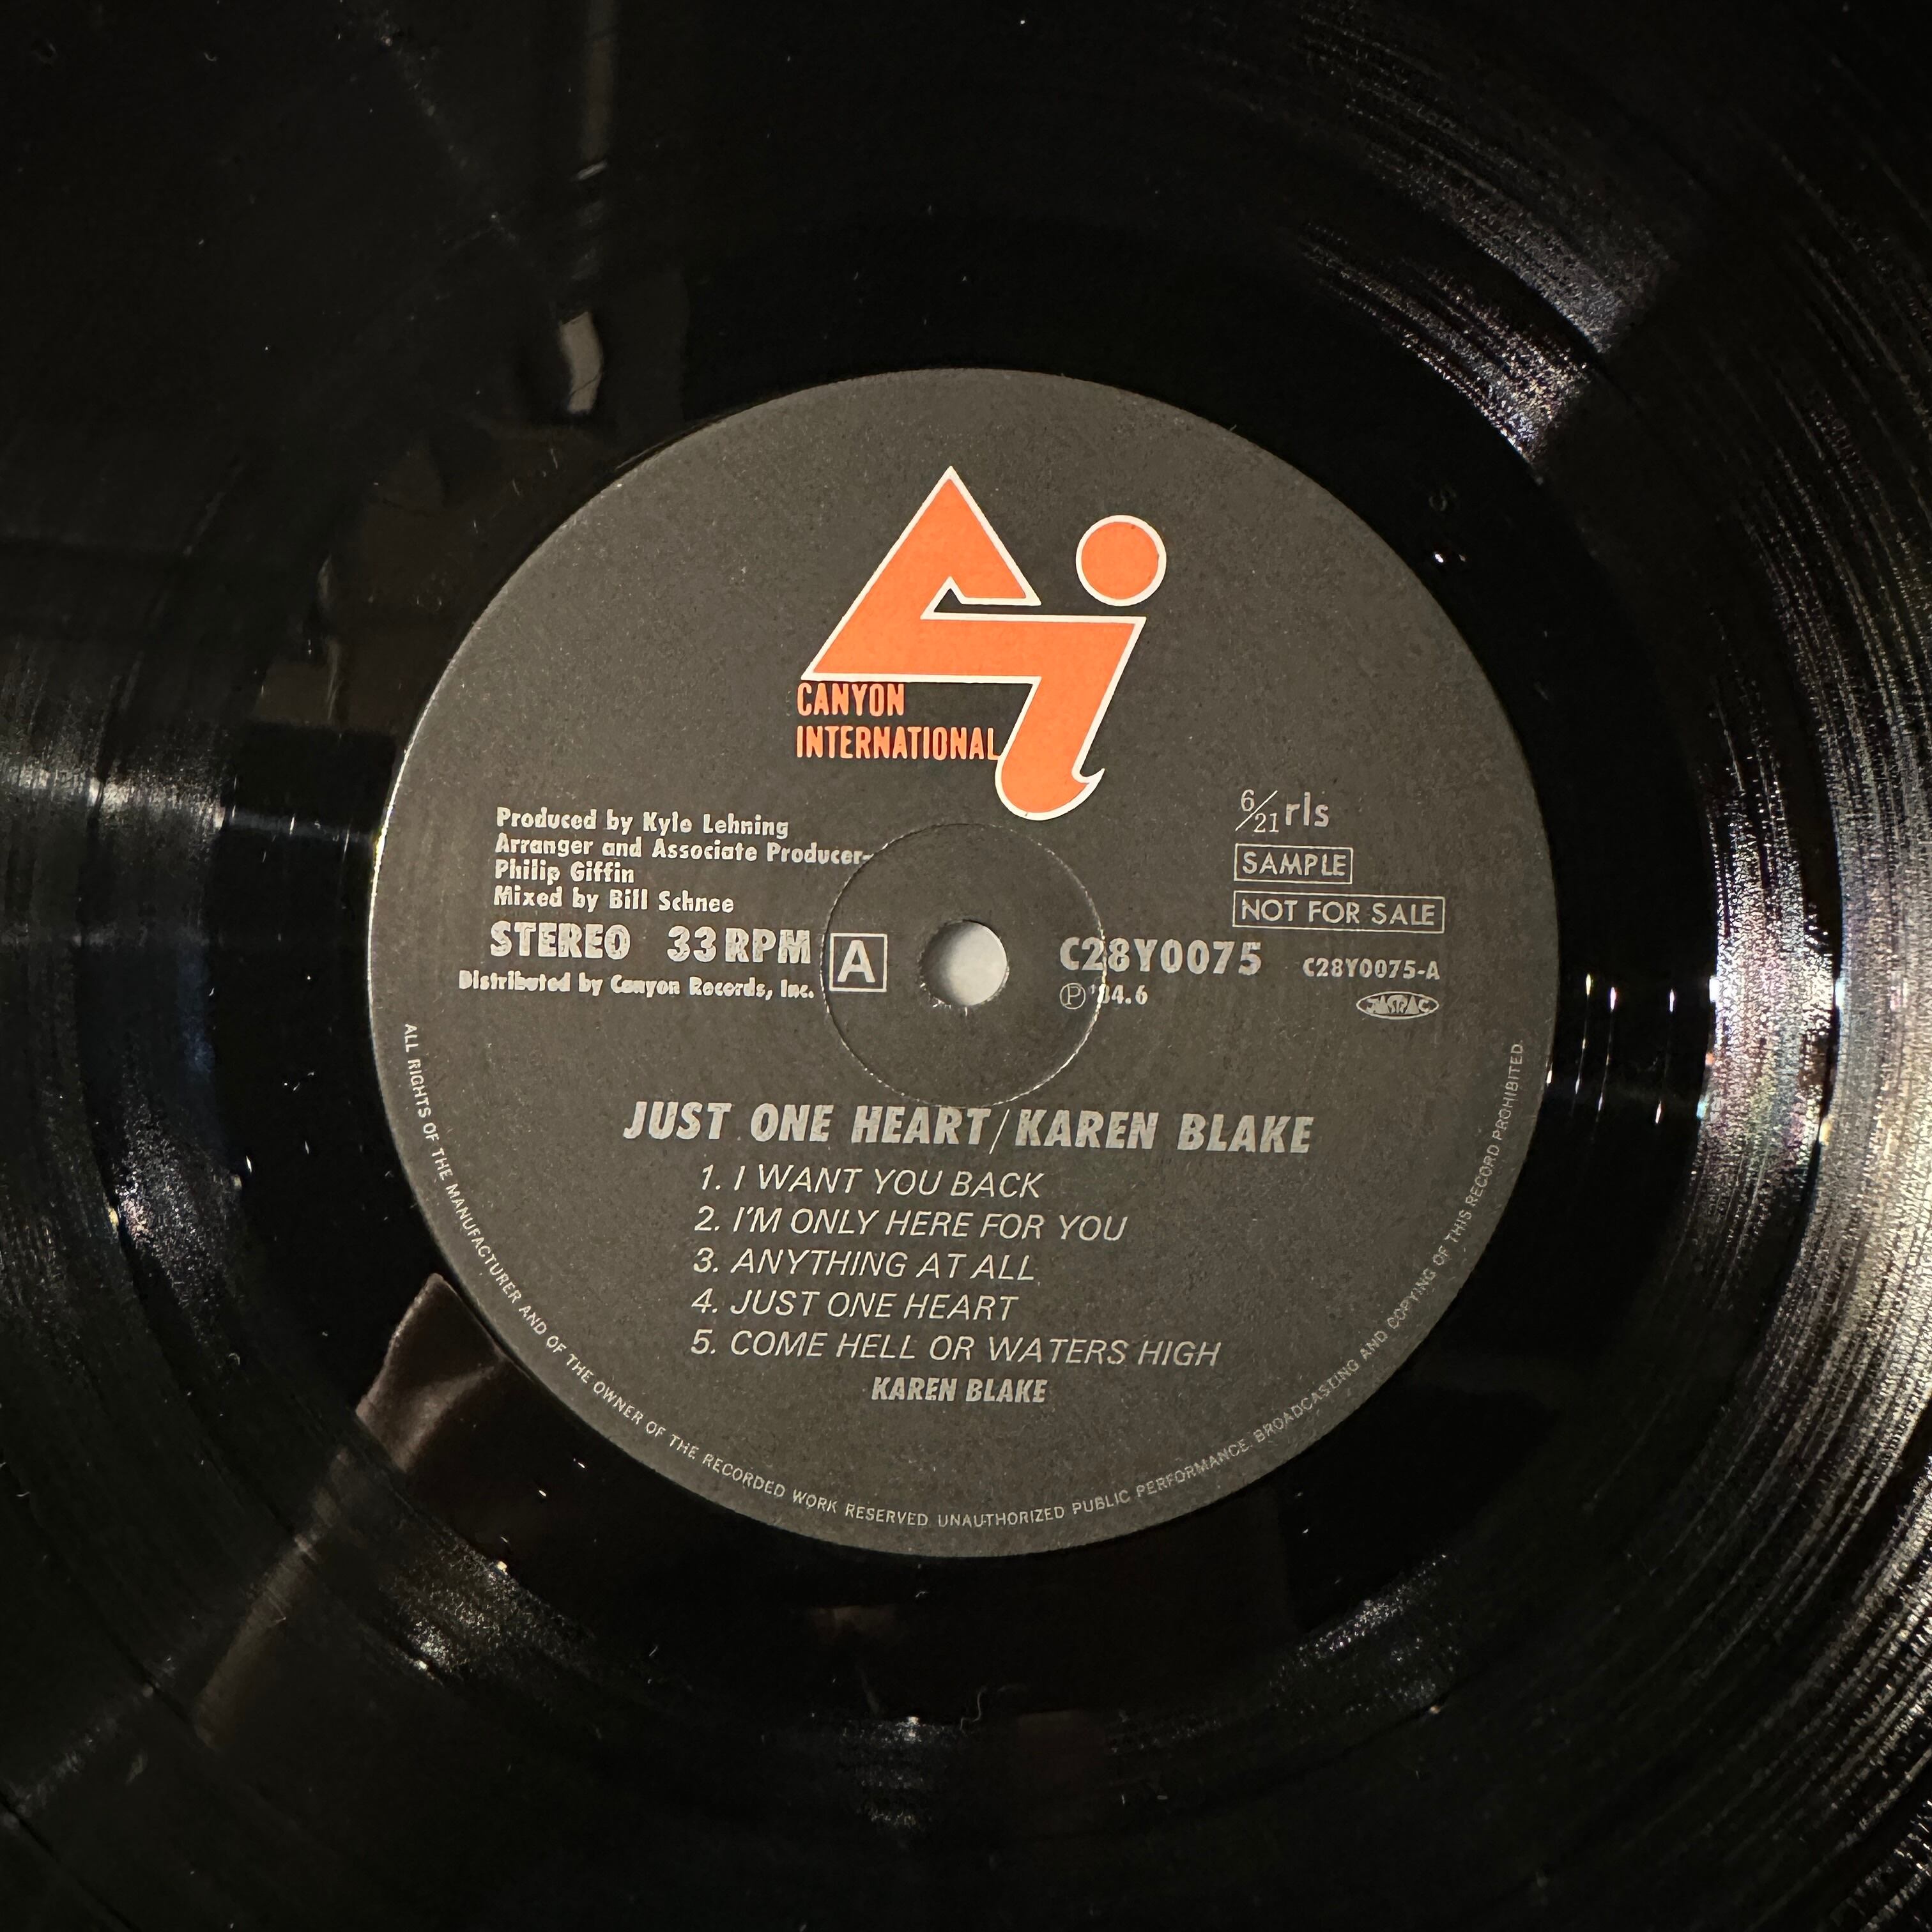 CANYON
INTERNATIONAL
Produced by Kyle Lehning
Arranger and Associate Producer-
Philip Giffin
Mixed by Bill Schnee
STEREO 33RPM
Distributed by Canyon Records, Inc.
A
6/21 rls
SAMPLE
NOT FOR SALE
C28Y0075 C28Y0075-A
Ⓟ '84.6
JASRAC
JUST ONE HEART/KAREN BLAKE
1. I WANT YOU BACK
2. I'M ONLY HERE FOR YOU
3. ANYTHING AT ALL
4. JUST ONE HEART
5. COME HELL OR WATERS HIGH
KAREN BLAKE
ALL RIGHTS OF THE MANUFACTURER AND OF THE OWNER OF THE RECORDED WORK RESERVED. UNAUTHORIZED PUBLIC PERFORMANCE. BROADCASTING AND COPYING OF THIS RECORD PROHIBITED.